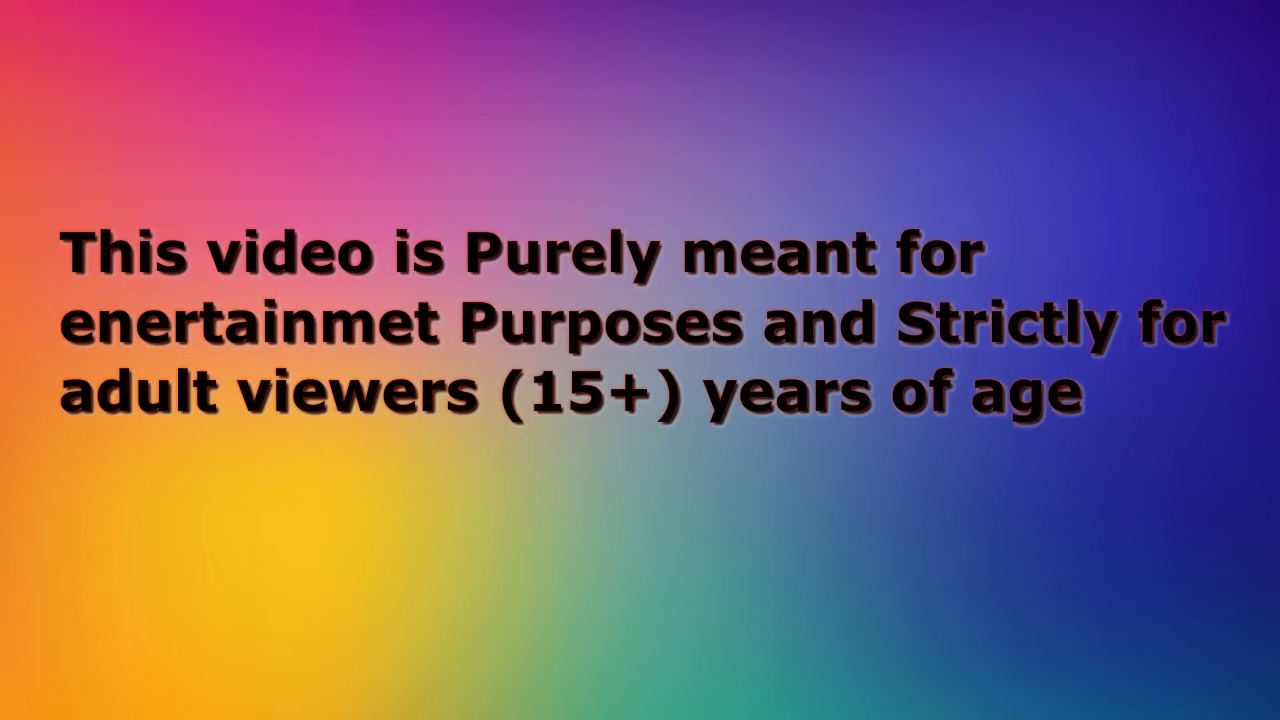 This video is Purely meant for
enertainmet Purposes and Strictly for
adult viewers (15+) years of age